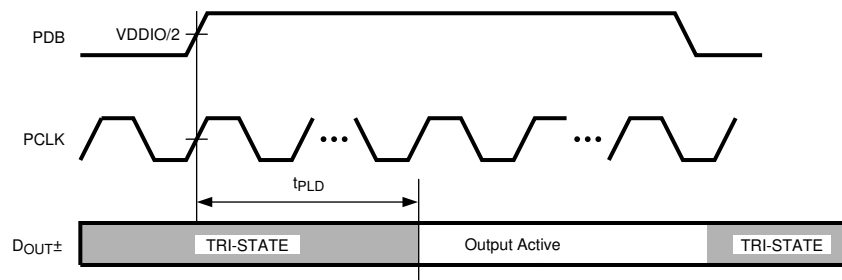 PDB
VDDIO/2
PCLK
•••
•••
tPLD
DOUT±
TRI-STATE
Output Active
TRI-STATE